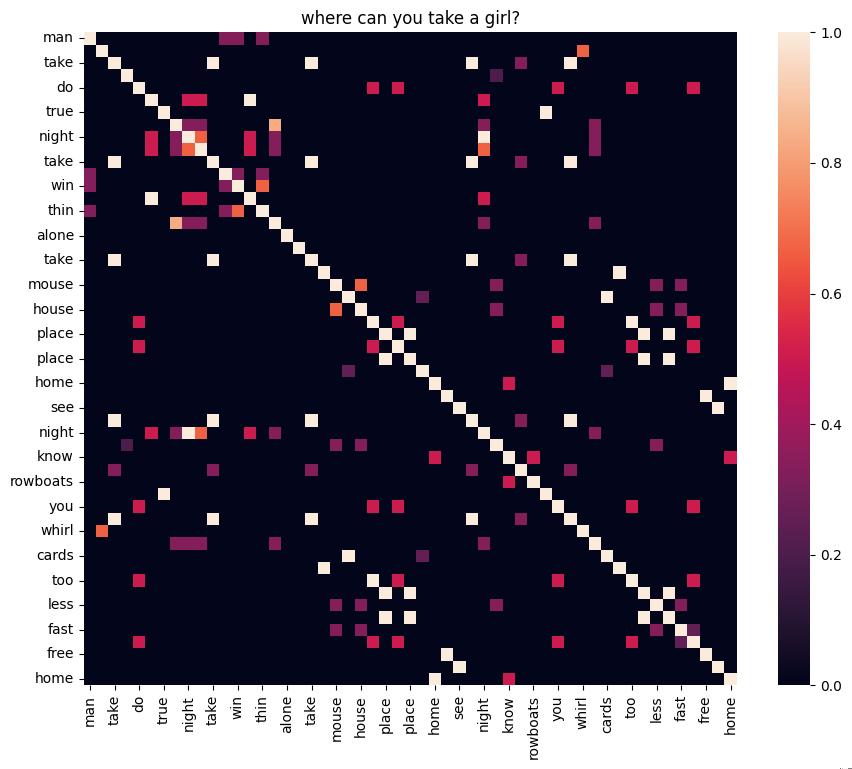 where can you take a girl?
man
take
do
true
night
take
win
thin
alone
take
mouse
house
place
place
home
see
night
know
rowboats
you
whirl
cards
too
less
fast
free
home
1.0
0.8
0.6
0.4
0.2
0.0
man
take
do
true
night
take
win
thin
alone
take
mouse
house
place
place
home
see
night
know
rowboats
you
whirl
cards
too
less
fast
free
home